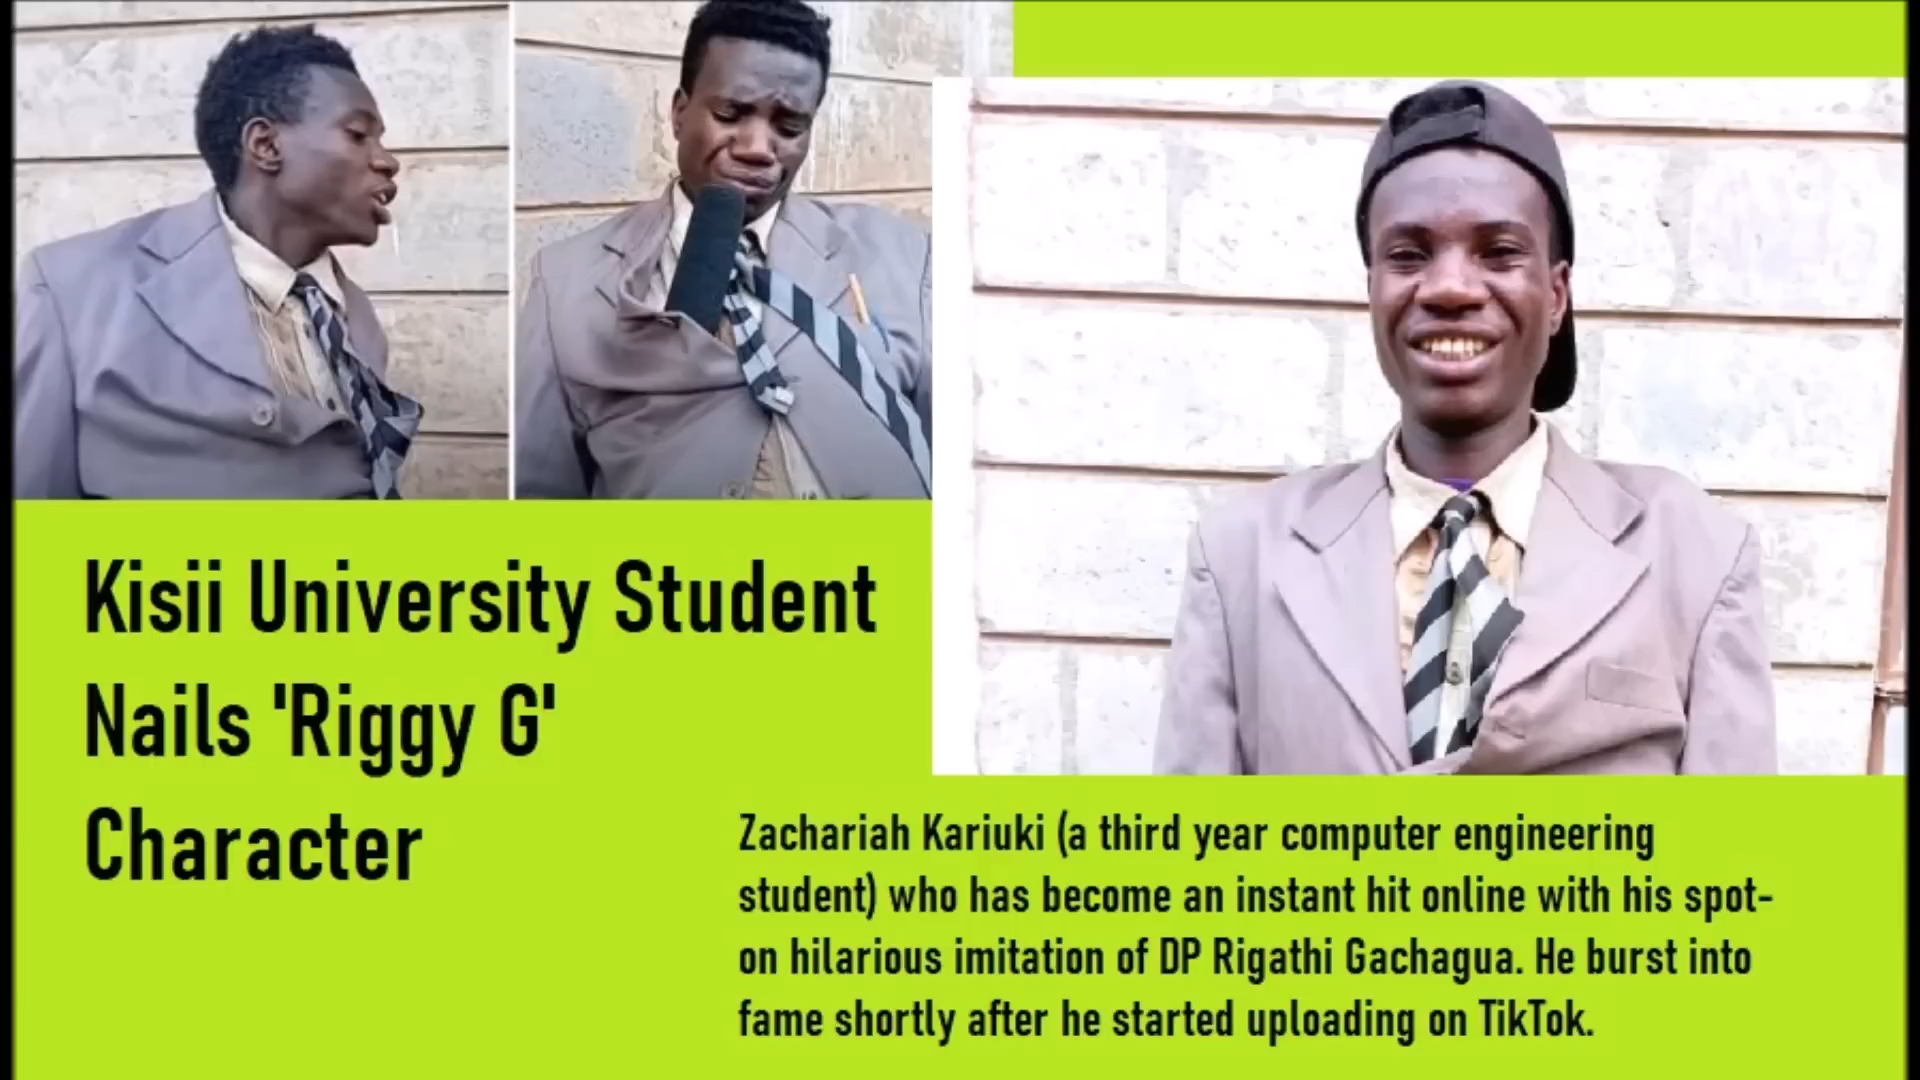 Kisii University Student
Nails 'Riggy G'
Character
Zachariah Kariuki (a third year computer engineering
student) who has become an instant hit online with his spot-
on hilarious imitation of DP Rigathi Gachagua. He burst into
fame shortly after he started uploading on TikTok.